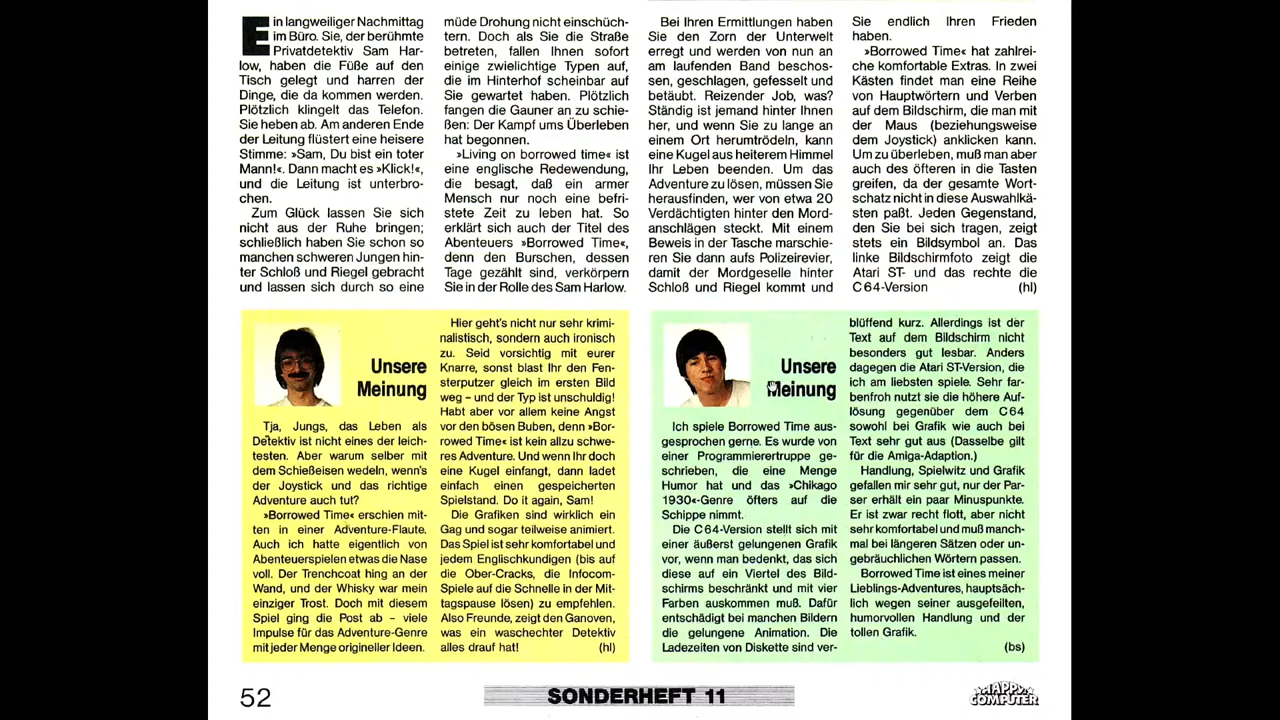 Ein langweiliger Nachmittag
im Büro. Sie, der berühmte
Privatdetektiv Sam Har-
low, haben die Füße auf den
Tisch gelegt und harren der
Dinge, die da kommen werden.
Plötzlich klingelt das Telefon.
Sie heben ab. Am anderen Ende
der Leitung flüstert eine heisere
Stimme: »Sam, Du bist ein toter
Mann!«. Dann macht es »Klick!«,
und die Leitung ist unterbro-
chen.
Zum Glück lassen Sie sich
nicht aus der Ruhe bringen;
schließlich haben Sie schon so
manchen schweren Jungen hin-
ter Schloß und Riegel gebracht
und lassen sich durch so eine
müde Drohung nicht einschüch-
tern. Doch als Sie die Straße
betreten, fallen Ihnen sofort
einige zwielichtige Typen auf,
die im Hinterhof scheinbar auf
Sie gewartet haben. Plötzlich
fangen die Gauner an zu schie-
ßen: Der Kampf ums Überleben
hat begonnen.
»Living on borrowed time« ist
eine englische Redewendung,
die besagt, daß ein armer
Mensch nur noch eine befri-
stete Zeit zu leben hat. So
erklärt sich auch der Titel des
Abenteuers »Borrowed Time«,
denn den Burschen, dessen
Tage gezählt sind, verkörpern
Sie in der Rolle des Sam Harlow.
Bei Ihren Ermittlungen haben
Sie den Zorn der Unterwelt
erregt und werden von nun an
am laufenden Band beschos-
sen, geschlagen, gefesselt und
betäubt. Reizender Job, was?
Ständig ist jemand hinter Ihnen
her, und wenn Sie zu lange an
einem Ort herumtrödeln, kann
eine Kugel aus heiterem Himmel
Ihr Leben beenden. Um das
Adventure zu lösen, müssen Sie
herausfinden, wer von etwa 20
Verdächtigten hinter den Mord-
anschlägen steckt. Mit einem
Beweis in der Tasche marschie-
ren Sie dann aufs Polizeirevier,
damit der Mordgeselle hinter
Schloß und Riegel kommt und
Sie endlich Ihren Frieden
haben.
»Borrowed Time« hat zahlrei-
che komfortable Extras. In zwei
Kästen findet man eine Reihe
von Hauptwörtern und Verben
auf dem Bildschirm, die man mit
der Maus (beziehungsweise
dem Joystick) anklicken kann.
Um zu überleben, muß man aber
auch des öfteren in die Tasten
greifen, da der gesamte Wort-
schatz nicht in diese Auswahlkä-
sten paßt. Jeden Gegenstand,
den Sie bei sich tragen, zeigt
stets ein Bildsymbol an. Das
linke Bildschirmfoto zeigt die
Atari ST- und das rechte die
C 64-Version (hl)
Unsere
Meinung
Tja, Jungs, das Leben als
Detektiv ist nicht eines der leich-
testen. Aber warum selber mit
dem Schießeisen wedeln, wenn's
der Joystick und das richtige
Adventure auch tut?
»Borrowed Time« erschien mit-
ten in einer Adventure-Flaute.
Auch ich hatte eigentlich von
Abenteuerspielen etwas die Nase
voll. Der Trenchcoat hing an der
Wand, und der Whisky war mein
einziger Trost. Doch mit diesem
Spiel ging die Post ab – viele
Impulse für das Adventure-Genre
mit jeder Menge origineller Ideen.
Hier geht's nicht nur sehr krimi-
nalistisch, sondern auch ironisch
zu. Seid vorsichtig mit eurer
Knarre, sonst blast Ihr den Fen-
sterputzer gleich im ersten Bild
weg – und der Typ ist unschuldig!
Habt aber vor allem keine Angst
vor den bösen Buben, denn »Bor-
rowed Time« ist kein allzu schwe-
res Adventure. Und wenn Ihr doch
eine Kugel einfangt, dann ladet
einfach einen gespeicherten
Spielstand. Do it again, Sam!
Die Grafiken sind wirklich ein
Gag und sogar teilweise animiert.
Das Spiel ist sehr komfortabel und
jedem Englischkundigen (bis auf
die Ober-Cracks, die Infocom-
Spiele auf die Schnelle in der Mit-
tagspause lösen) zu empfehlen.
Also Freunde, zeigt den Ganoven,
was ein waschechter Detektiv
alles drauf hat! (hl)
Unsere
Meinung
Ich spiele Borrowed Time aus-
gesprochen gerne. Es wurde von
einer Programmierertruppe ge-
schrieben, die eine Menge
Humor hat und das »Chikago
1930«-Genre öfters auf die
Schippe nimmt.
Die C 64-Version stellt sich mit
einer äußerst gelungenen Grafik
vor, wenn man bedenkt, das sich
diese auf ein Viertel des Bild-
schirms beschränkt und mit vier
Farben auskommen muß. Dafür
entschädigt bei manchen Bildern
die gelungene Animation. Die
Ladezeiten von Diskette sind ver-
blüffend kurz. Allerdings ist der
Text auf dem Bildschirm nicht
besonders gut lesbar. Anders
dagegen die Atari ST-Version, die
ich am liebsten spiele. Sehr far-
benfroh nutzt sie die höhere Auf-
lösung gegenüber dem C 64
sowohl bei Grafik wie auch bei
Text sehr gut aus (Dasselbe gilt
für die Amiga-Adaption.)
Handlung, Spielwitz und Grafik
gefallen mir sehr gut, nur der Par-
ser erhält ein paar Minuspunkte.
Er ist zwar recht flott, aber nicht
sehr komfortabel und muß manch-
mal bei längeren Sätzen oder un-
gebräuchlichen Wörtern passen.
Borrowed Time ist eines meiner
Lieblings-Adventures, hauptsäch-
lich wegen seiner ausgefeilten,
humorvollen Handlung und der
tollen Grafik.
(bs)
52
SONDERHEFT 11
HAPPY
COMPUTER